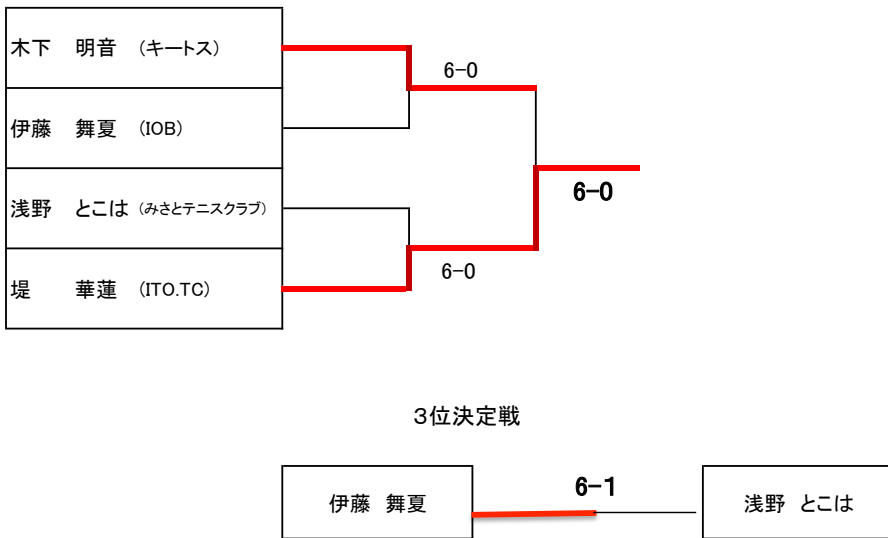 木下　明音　（キートス）
6-0
伊藤　舞夏　（IOB）
浅野　とこは　（みさとテニスクラブ）
6-0
6-0
堤　　華蓮　（ITO.TC）
３位決定戦
伊藤　舞夏
6-1
浅野　とこは